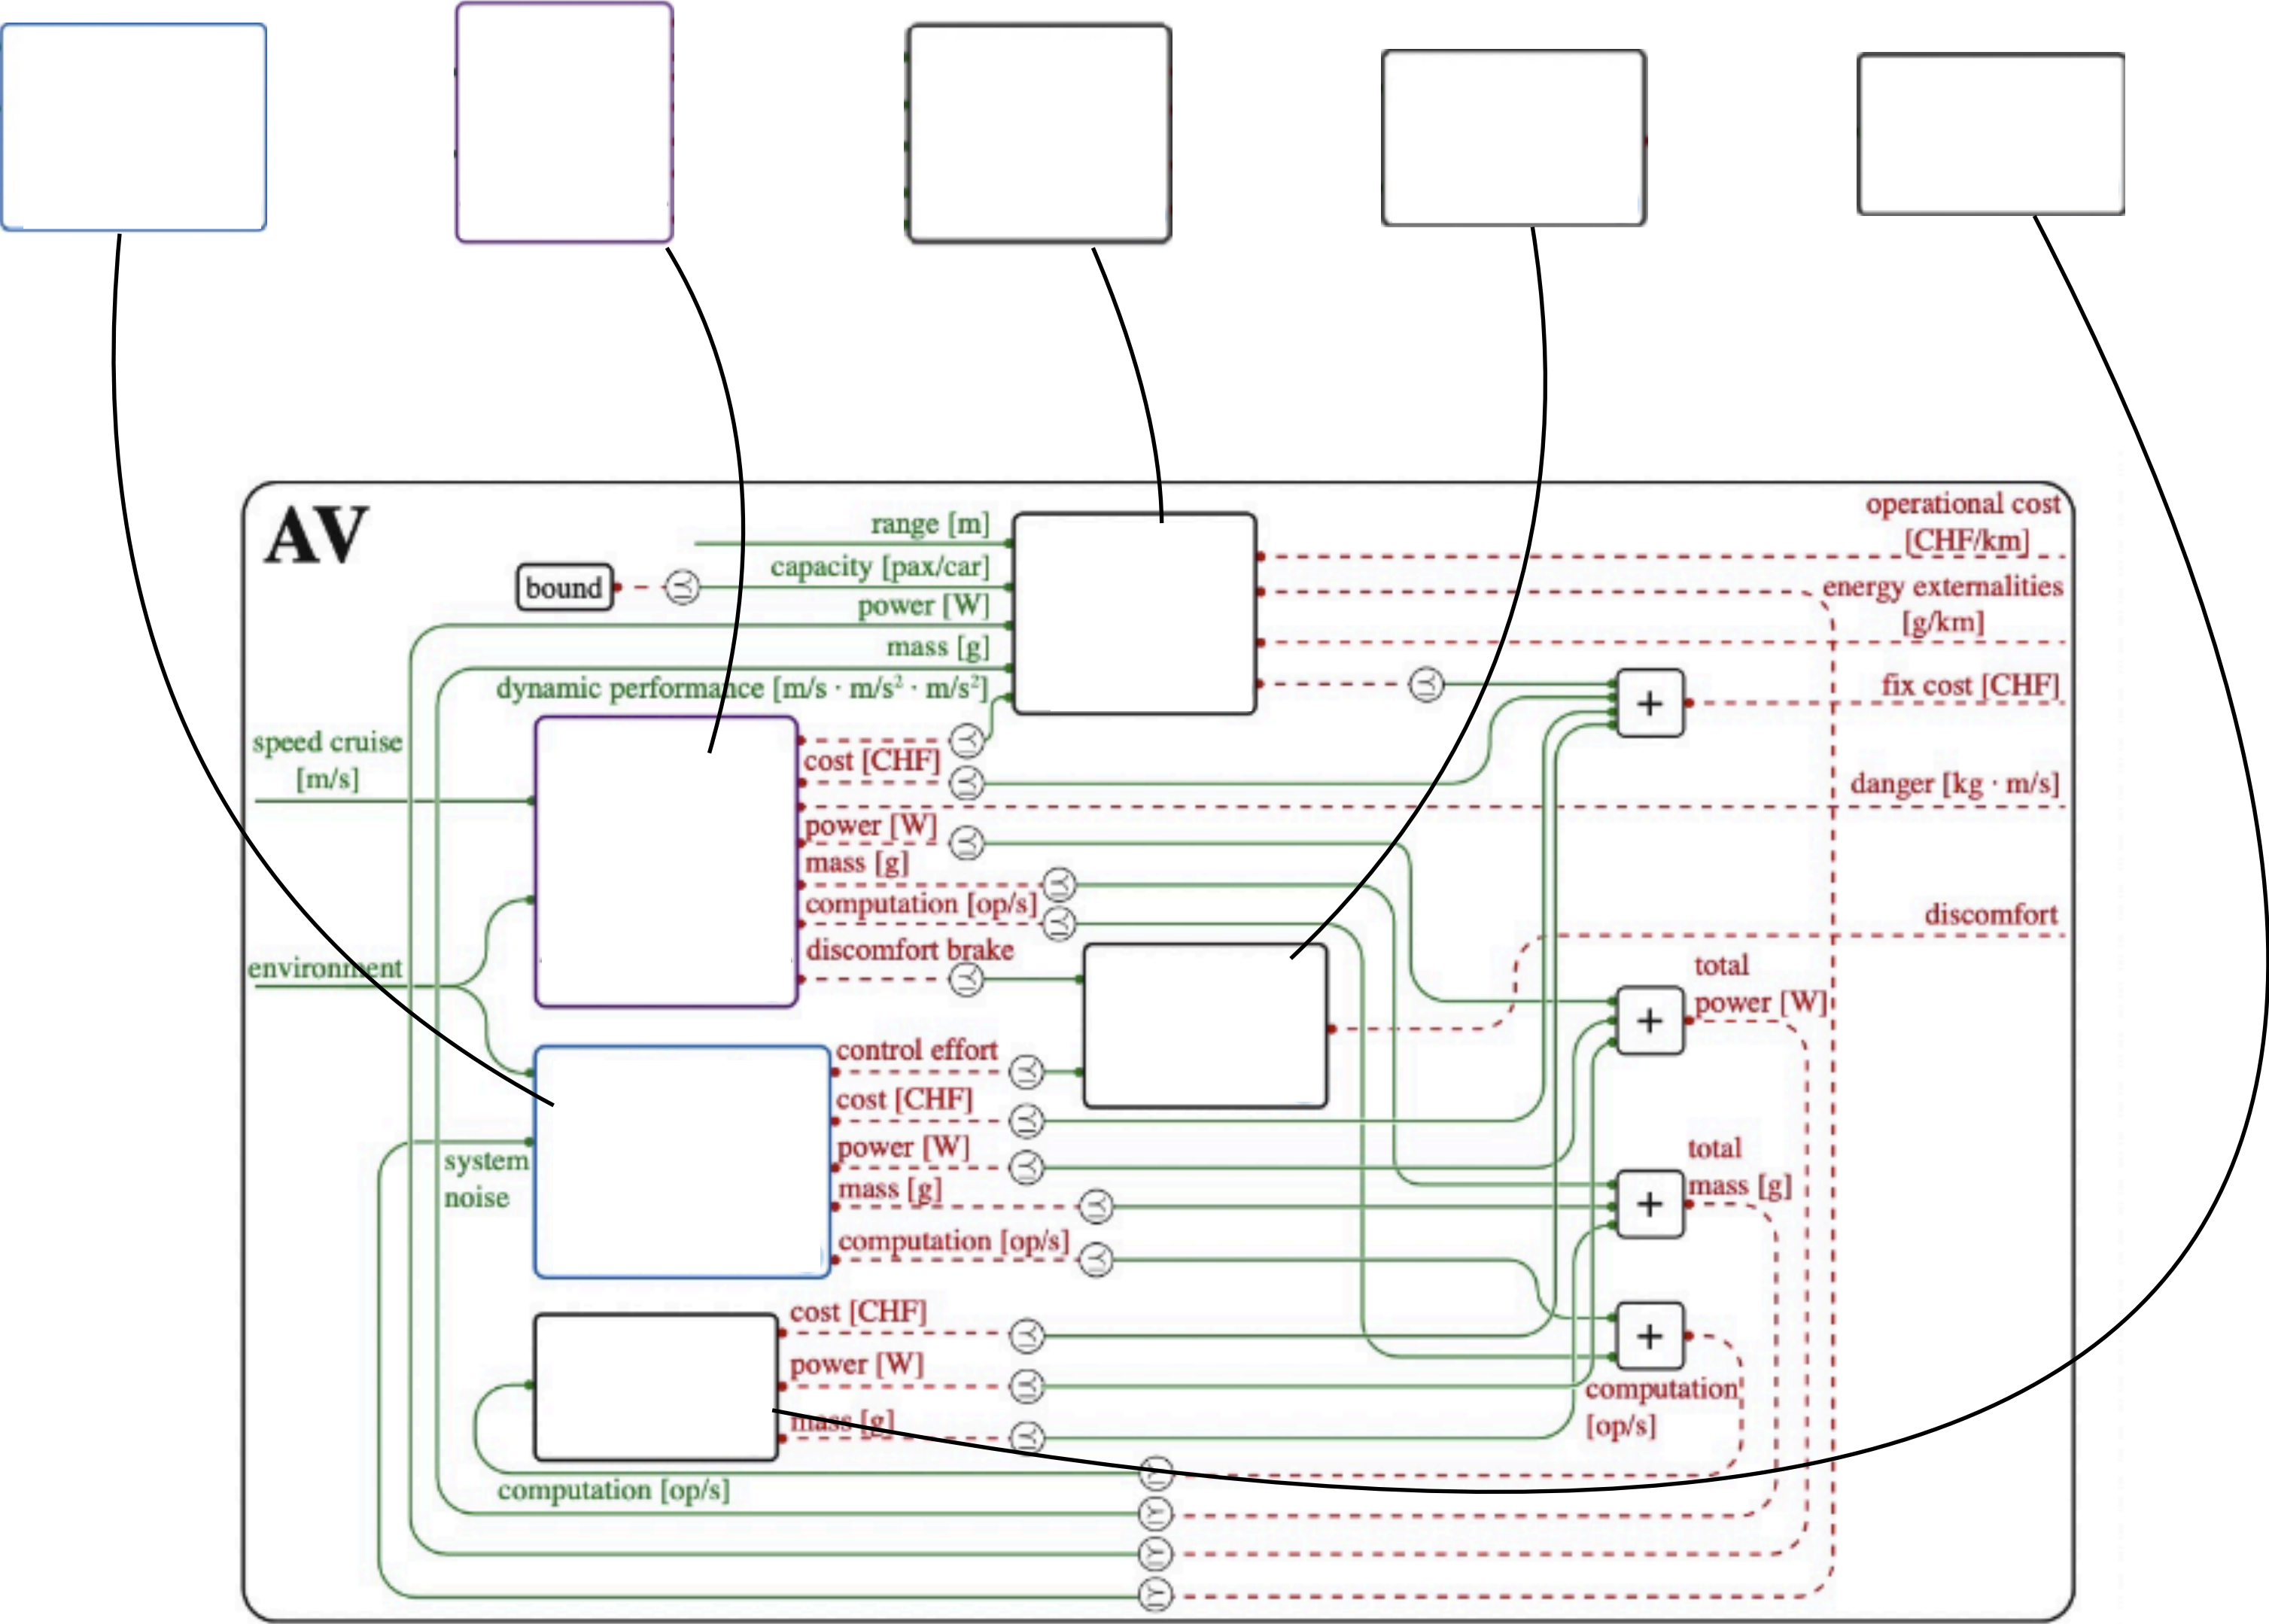 AV
operational cost
[CHF/km]
range [m]
capacity [pax/car]
bound
energy externalities
[g/km]
power [W]
mass [g]
dynamic performance [m/s · m/s² · m/s²]
+
fix cost [CHF]
speed cruise
[m/s]
cost [CHF]
danger [kg · m/s]
power [W]
mass [g]
computation [op/s]
discomfort
discomfort brake
environment
total
power [W]
+
control effort
cost [CHF]
power [W]
system
noise
mass [g]
total
mass [g]
+
computation [op/s]
cost [CHF]
+
power [W]
computation
[op/s]
mass [g]
computation [op/s]